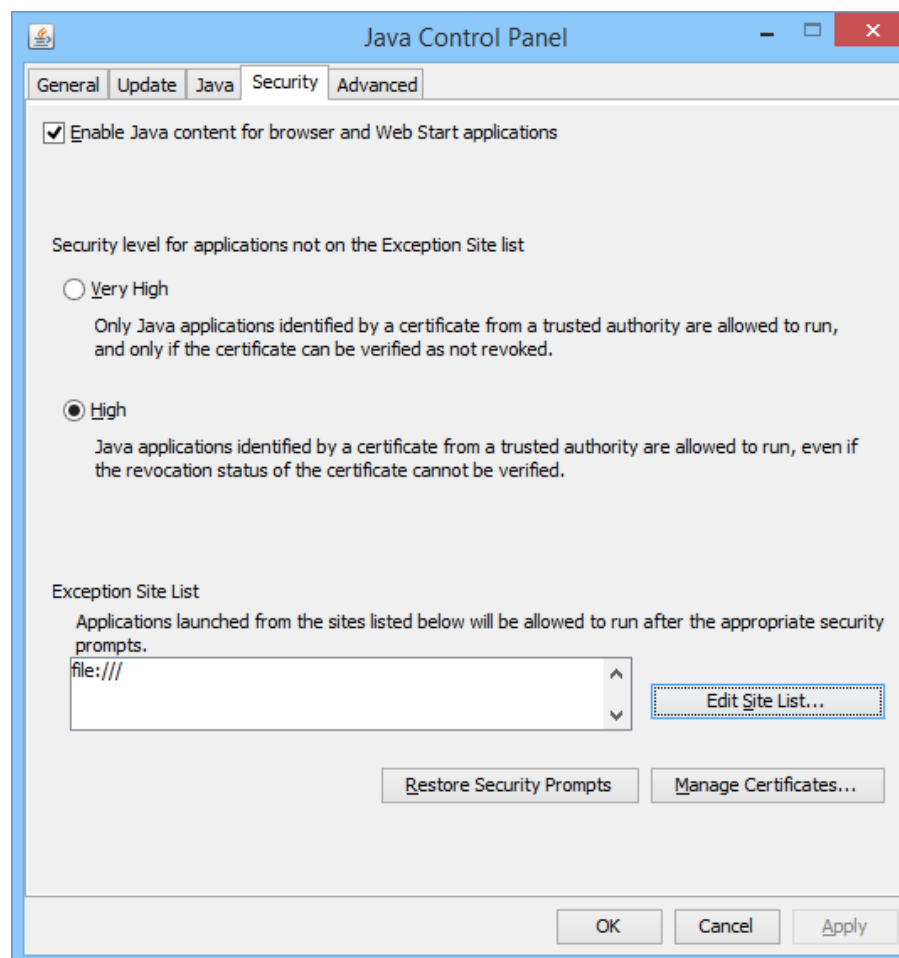 Java Control Panel
General Update Java Security Advanced
Enable Java content for browser and Web Start applications
Security level for applications not on the Exception Site list
Very High
Only Java applications identified by a certificate from a trusted authority are allowed to run,
and only if the certificate can be verified as not revoked.
High
Java applications identified by a certificate from a trusted authority are allowed to run, even if
the revocation status of the certificate cannot be verified.
Exception Site List
Applications launched from the sites listed below will be allowed to run after the appropriate security
prompts.
file:///
Edit Site List...
Restore Security Prompts Manage Certificates...
OK Cancel Apply